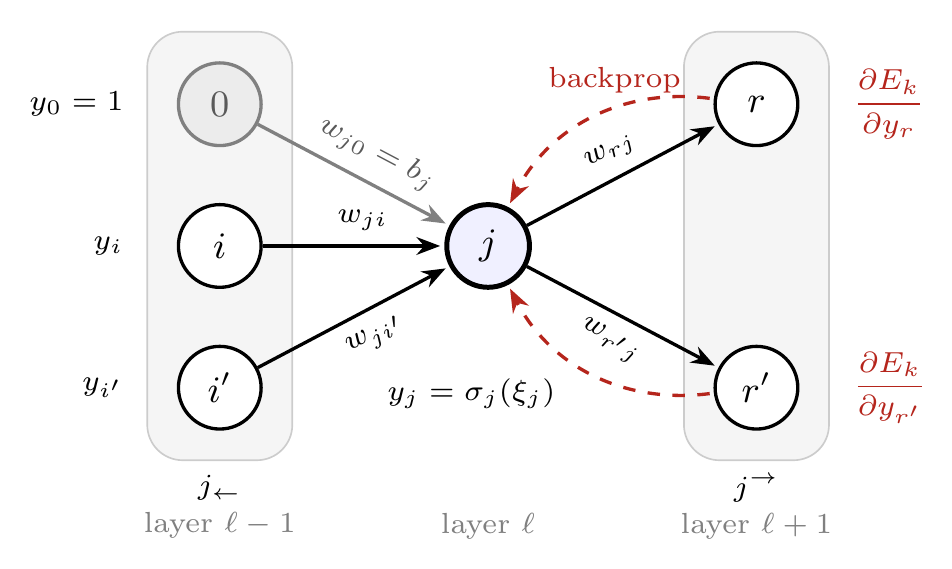 backprop
y₀ = 1
0
w_{j0} = b_j
w_{rj}
r
∂E_k/∂y_r
y_i
i
w_{ji}
j
y_{i'}
i'
w_{ji'}
w_{r'j}
r'
∂E_k/∂y_{r'}
y_j = σ_j(ξ_j)
j_←
j^→
layer ℓ − 1
layer ℓ
layer ℓ + 1